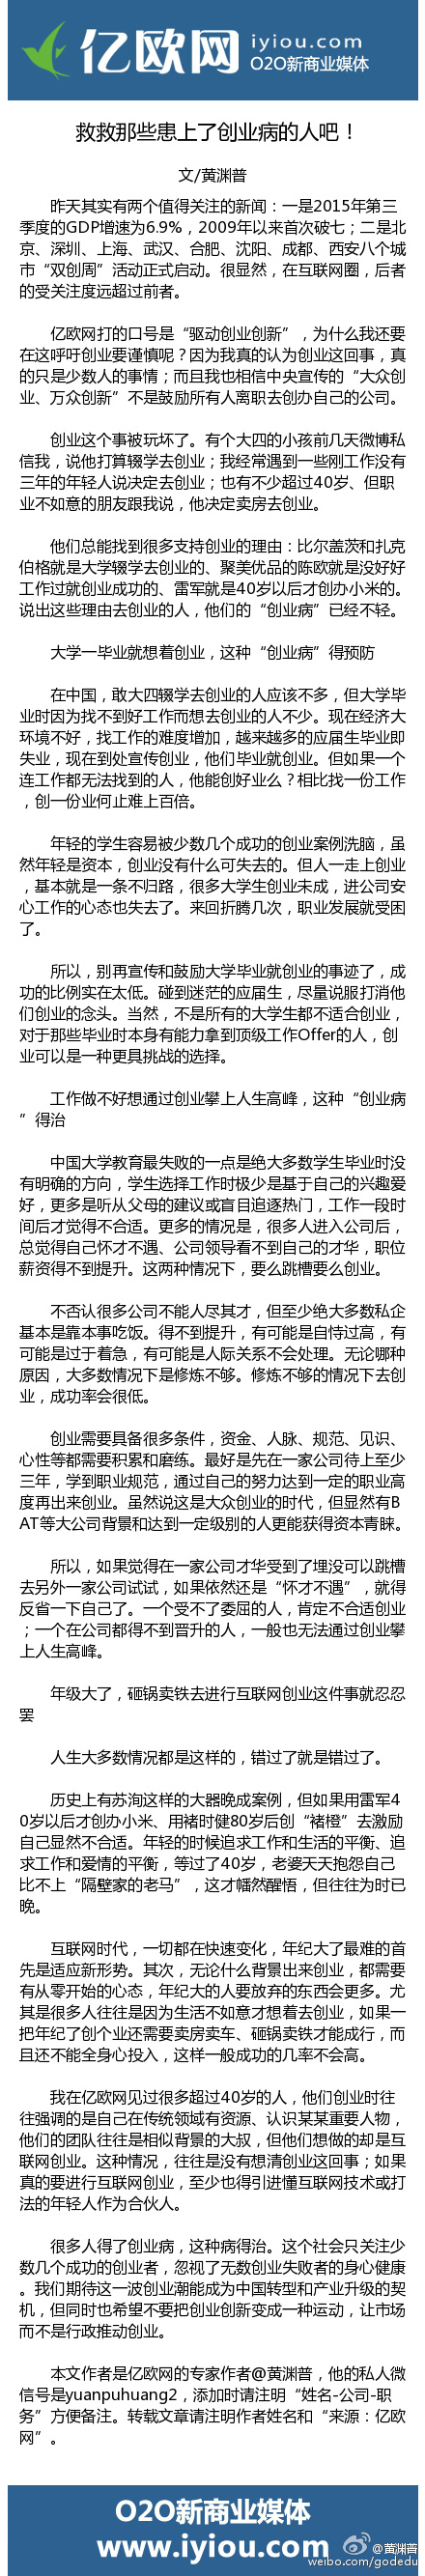 亿欧网
iyiou.com
O2O新商业媒体
救救那些患上了创业病的人吧！
文/黄渊普
昨天其实有两个值得关注的新闻：一是2015年第三
季度的GDP增速为6.9%，2009年以来首次破七；二是北
京、深圳、上海、武汉、合肥、沈阳、成都、西安八个城
市“双创周”活动正式启动。很显然，在互联网圈，后者
的受关注度远超过前者。
亿欧网打的口号是“驱动创业创新”，为什么我还要
在这呼吁创业要谨慎呢？因为我真的认为创业这回事，真
的只是少数人的事情；而且我也相信中央宣传的“大众创
业、万众创新”不是鼓励所有人离职去创办自己的公司。
创业这个事被玩坏了。有个大四的小孩前几天微博私
信我，说他打算辍学去创业；我经常遇到一些刚工作没有
三年的年轻人说决定去创业；也有不少超过40岁、但职
业不如意的朋友跟我说，他决定卖房去创业。
他们总能找到很多支持创业的理由：比尔盖茨和扎克
伯格就是大学辍学去创业的、聚美优品的陈欧就是没好好
工作过就创业成功的、雷军就是40岁以后才创办小米的。
说出这些理由去创业的人，他们的“创业病”已经不轻。
大学一毕业就想着创业，这种“创业病”得预防
在中国，敢大四辍学去创业的人应该不多，但大学毕
业时因为找不到好工作而想去创业的人不少。现在经济大
环境不好，找工作的难度增加，越来越多的应届生毕业即
失业，现在到处宣传创业，他们毕业就创业。但如果一个
连工作都无法找到的人，他能创好业么？相比找一份工作
，创一份业何止难上百倍。
年轻的学生容易被少数几个成功的创业案例洗脑，虽
然年轻是资本，创业没有什么可失去的。但人一走上创业
，基本就是一条不归路，很多大学生创业未成，进公司安
心工作的心态也失去了。来回折腾几次，职业发展就受困
了。
所以，别再宣传和鼓励大学毕业就创业的事迹了，成
功的比例实在太低。碰到迷茫的应届生，尽量说服打消他
们创业的念头。当然，不是所有的大学生都不适合创业，
对于那些毕业时本身有能力拿到顶级工作Offer的人，创
业可以是一种更具挑战的选择。
工作做不好想通过创业攀上人生高峰，这种“创业病
”得治
中国大学教育最失败的一点是绝大多数学生毕业时没
有明确的方向，学生选择工作时极少是基于自己的兴趣爱
好，更多是听从父母的建议或盲目追逐热门，工作一段时
间后才觉得不合适。更多的情况是，很多人进入公司后，
总觉得自己怀才不遇、公司领导看不到自己的才华，职位
薪资得不到提升。这两种情况下，要么跳槽要么创业。
不否认很多公司不能人尽其才，但至少绝大多数私企
基本是靠本事吃饭。得不到提升，有可能是自恃过高，有
可能是过于着急，有可能是人际关系不会处理。无论哪种
原因，大多数情况下是修炼不够。修炼不够的情况下去创
业，成功率会很低。
创业需要具备很多条件，资金、人脉、规范、见识、
心性等都需要积累和磨练。最好是先在一家公司待上至少
三年，学到职业规范，通过自己的努力达到一定的职业高
度再出来创业。虽然说这是大众创业的时代，但显然有B
AT等大公司背景和达到一定级别的人更能获得资本青睐。
所以，如果觉得在一家公司才华受到了埋没可以跳槽
去另外一家公司试试，如果依然还是“怀才不遇”，就得
反省一下自己了。一个受不了委屈的人，肯定不合适创业
；一个在公司都得不到晋升的人，一般也无法通过创业攀
上人生高峰。
年级大了，砸锅卖铁去进行互联网创业这件事就忍忍
罢
人生大多数情况都是这样的，错过了就是错过了。
历史上有苏洵这样的大器晚成案例，但如果用雷军4
0岁以后才创办小米、用褚时健80岁后创“褚橙”去激励
自己显然不合适。年轻的时候追求工作和生活的平衡、追
求工作和爱情的平衡，等过了40岁，老婆天天抱怨自己
比不上“隔壁家的老马”，这才幡然醒悟，但往往为时已
晚。
互联网时代，一切都在快速变化，年纪大了最难的首
先是适应新形势。其次，无论什么背景出来创业，都需要
有从零开始的心态，年纪大的人要放弃的东西会更多。尤
其是很多人往往是因为生活不如意才想着去创业，如果一
把年纪了创个业还需要卖房卖车、砸锅卖铁才能成行，而
且还不能全身心投入，这样一般成功的几率不会高。
我在亿欧网见过很多超过40岁的人，他们创业时往
往强调的是自己在传统领域有资源、认识某某重要人物，
他们的团队往往是相似背景的大叔，但他们想做的却是互
联网创业。这种情况，往往是没有想清创业这回事；如果
真的要进行互联网创业，至少也得引进懂互联网技术或打
法的年轻人作为合伙人。
很多人得了创业病，这种病得治。这个社会只关注少
数几个成功的创业者，忽视了无数创业失败者的身心健康
。我们期待这一波创业潮能成为中国转型和产业升级的契
机，但同时也希望不要把创业创新变成一种运动，让市场
而不是行政推动创业。
本文作者是亿欧网的专家作者@黄渊普，他的私人微
信号是yuanpuhuang2，添加时请注明“姓名-公司-职
务”方便备注。转载文章请注明作者姓名和“来源：亿欧
网”。
O2O新商业媒体
www.iyiou.com
@黄渊普
weibo.com/godedu